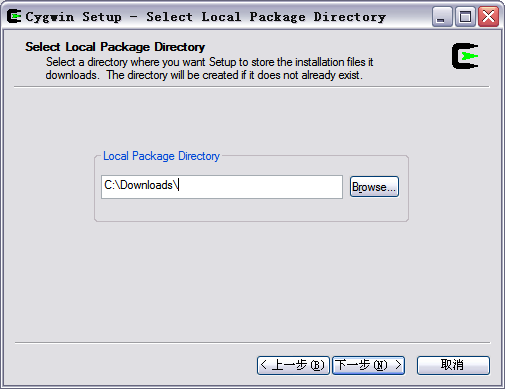 Cygwin Setup - Select Local Package Directory
Select Local Package Directory
Select a directory where you want Setup to store the installation files it
downloads. The directory will be created if it does not already exist.
Local Package Directory
C:\Downloads\
Browse...
< 上一步(B)
下一步(N) >
取消